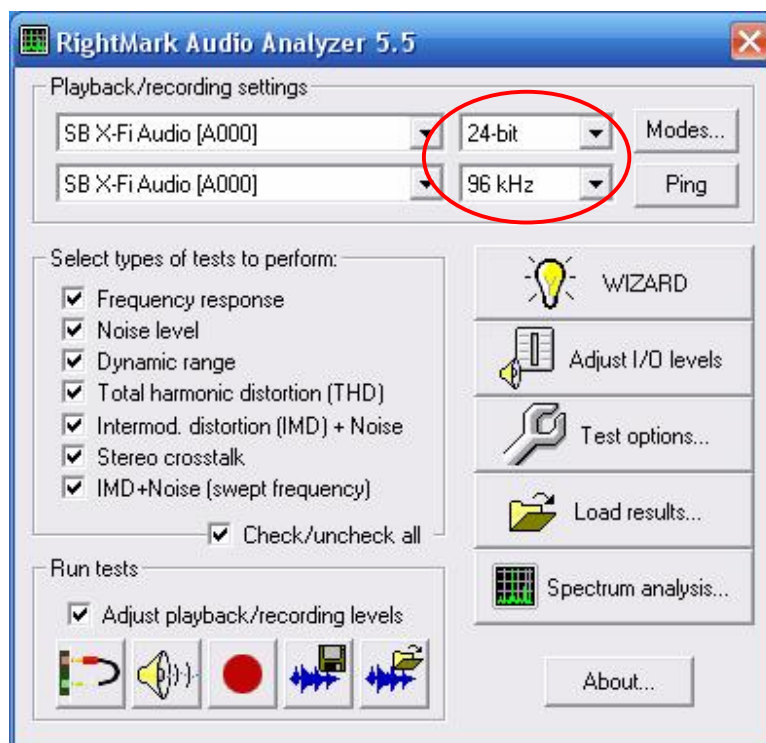 RightMark Audio Analyzer 5.5
Playback/recording settings
SB X-Fi Audio [A000]
24-bit
Modes...
SB X-Fi Audio [A000]
96 kHz
Ping
Select types of tests to perform:
Frequency response
Noise level
Dynamic range
Total harmonic distortion (THD)
Intermod. distortion (IMD) + Noise
Stereo crosstalk
IMD+Noise (swept frequency)
Check/uncheck all
WIZARD
Adjust I/O levels
Test options...
Load results...
Spectrum analysis...
Run tests
Adjust playback/recording levels
About...